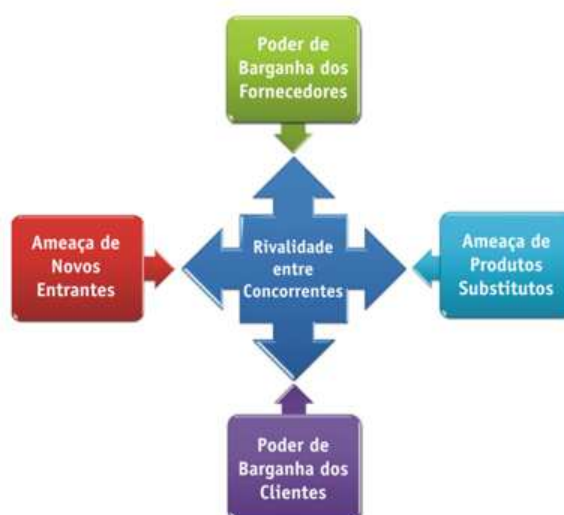 Poder de
Barganha dos
Fornecedores
Ameaça de
Novos
Entrantes
Rivalidade
entre
Concorrentes
Ameaça de
Produtos
Substitutos
Poder de
Barganha dos
Clientes